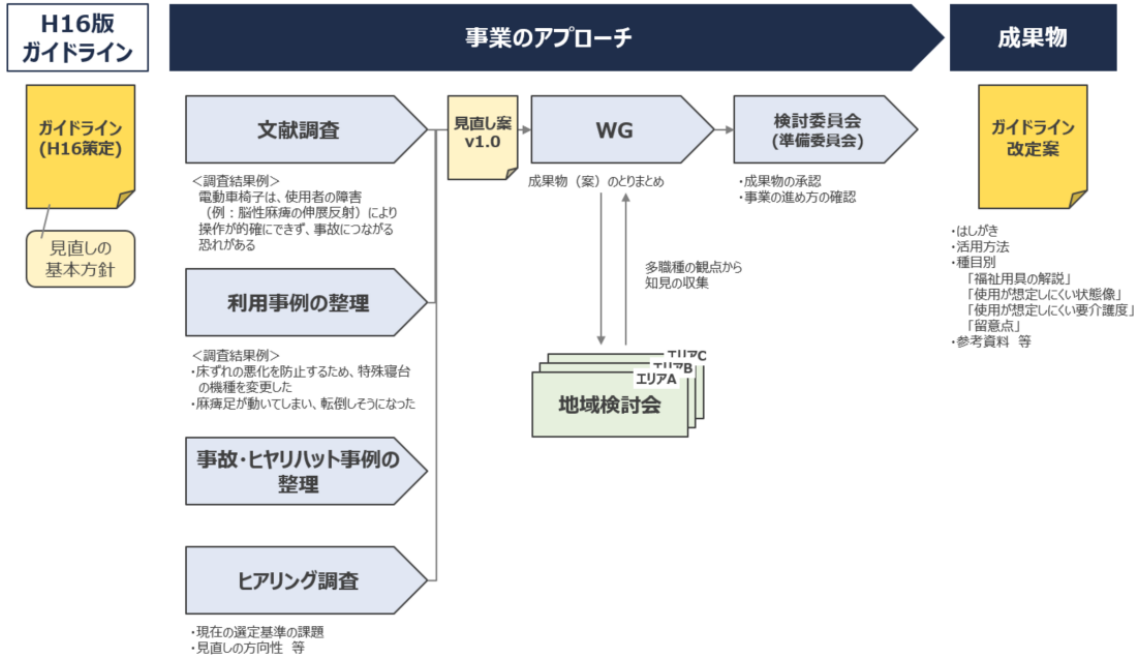 H16版
ガイドライン
事業のアプローチ
成果物
ガイドライン
(H16策定)
見直しの
基本方針
文献調査
＜調査結果例＞
電動車椅子は、使用者の障害
（例：脳性麻痺の伸展反射）により
操作が的確にできず、事故につながる
恐れがある
利用事例の整理
＜調査結果例＞
・床ずれの悪化を防止するため、特殊寝台
の機種を変更した
・麻痺足が動いてしまい、転倒しそうになった
事故・ヒヤリハット事例の
整理
ヒアリング調査
・現在の選定基準の課題
・見直しの方向性 等
見直し案
v1.0
WG
成果物（案）のとりまとめ
多職種の観点から
知見の収集
エリアC
エリアB
エリアA
地域検討会
検討委員会
(準備委員会)
・成果物の承認
・事業の進め方の確認
ガイドライン
改定案
・はしがき
・活用方法
・種目別
「福祉用具の解説」
「使用が想定しにくい状態像」
「使用が想定しにくい要介護度」
「留意点」
・参考資料 等